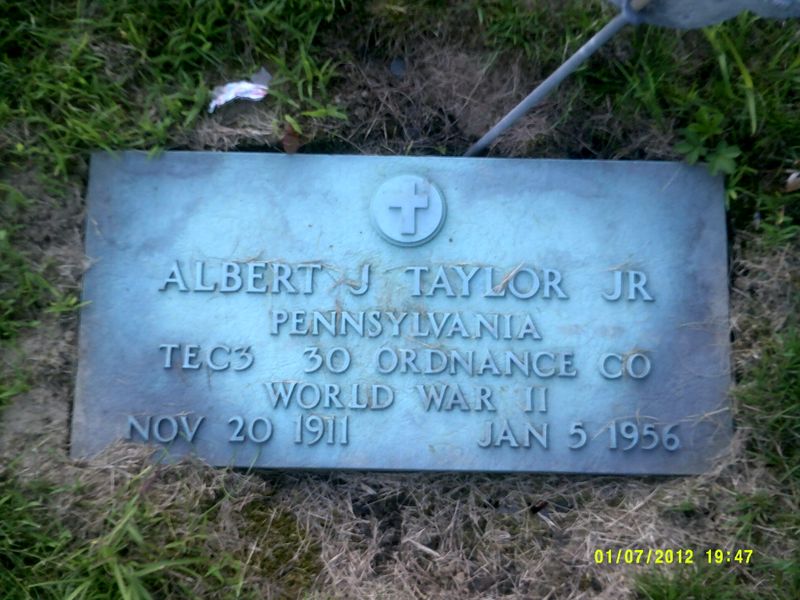 ALBERT J TAYLOR JR
PENNSYLVANIA
TEC3 30 ORDNANCE CO
WORLD WAR II
NOV 20 1911 JAN 5 1956
01/07/2012 19:47